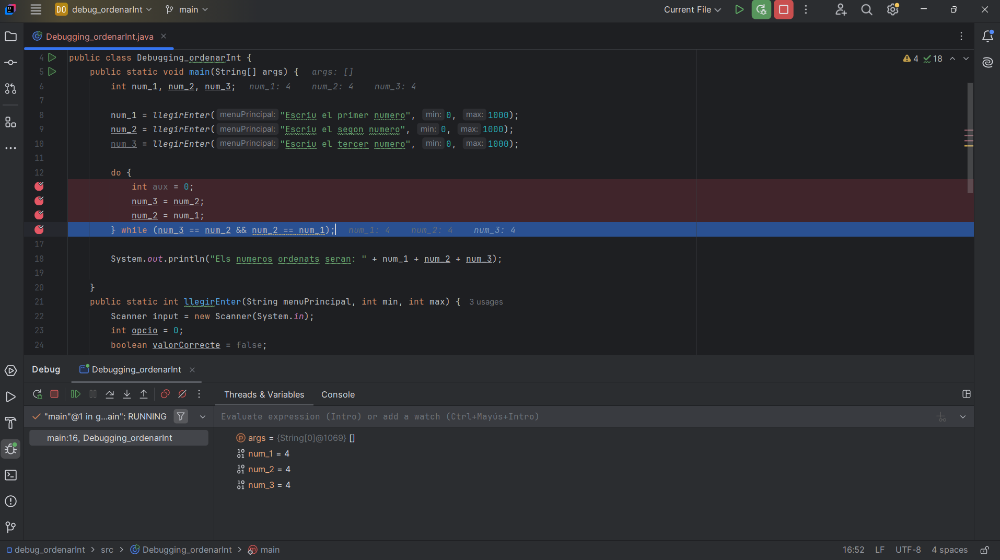 DO debug_ordenarInt main Current File
Debugging_ordenarInt.java
4 18
4 public class Debugging_ordenarInt {
5 public static void main(String[] args) { args: []
6 int num_1, num_2, num_3; num_1: 4 num_2: 4 num_3: 4
7
8 num_1 = llegirEnter( menuPrincipal: "Escriu el primer numero", min: 0, max: 1000);
9 num_2 = llegirEnter( menuPrincipal: "Escriu el segon numero", min: 0, max: 1000);
10 num_3 = llegirEnter( menuPrincipal: "Escriu el tercer numero", min: 0, max: 1000);
11
12 do {
int aux = 0;
num_3 = num_2;
num_2 = num_1;
} while (num_3 == num_2 && num_2 == num_1); num_1: 4 num_2: 4 num_3: 4
17
18 System.out.println("Els numeros ordenats seran: " + num_1 + num_2 + num_3);
19
20 }
21 public static int llegirEnter(String menuPrincipal, int min, int max) { 3 usages
22 Scanner input = new Scanner(System.in);
23 int opcio = 0;
24 boolean valorCorrecte = false;
Debug Debugging_ordenarInt
Threads & Variables Console
"main"@1 in g...ain": RUNNING
Evaluate expression (Intro) or add a watch (Ctrl+Mayús+Intro)
main:16, Debugging_ordenarInt
args = {String[0]@1069} []
num_1 = 4
num_2 = 4
num_3 = 4
debug_ordenarInt > src > Debugging_ordenarInt > main
16:52 LF UTF-8 4 spaces